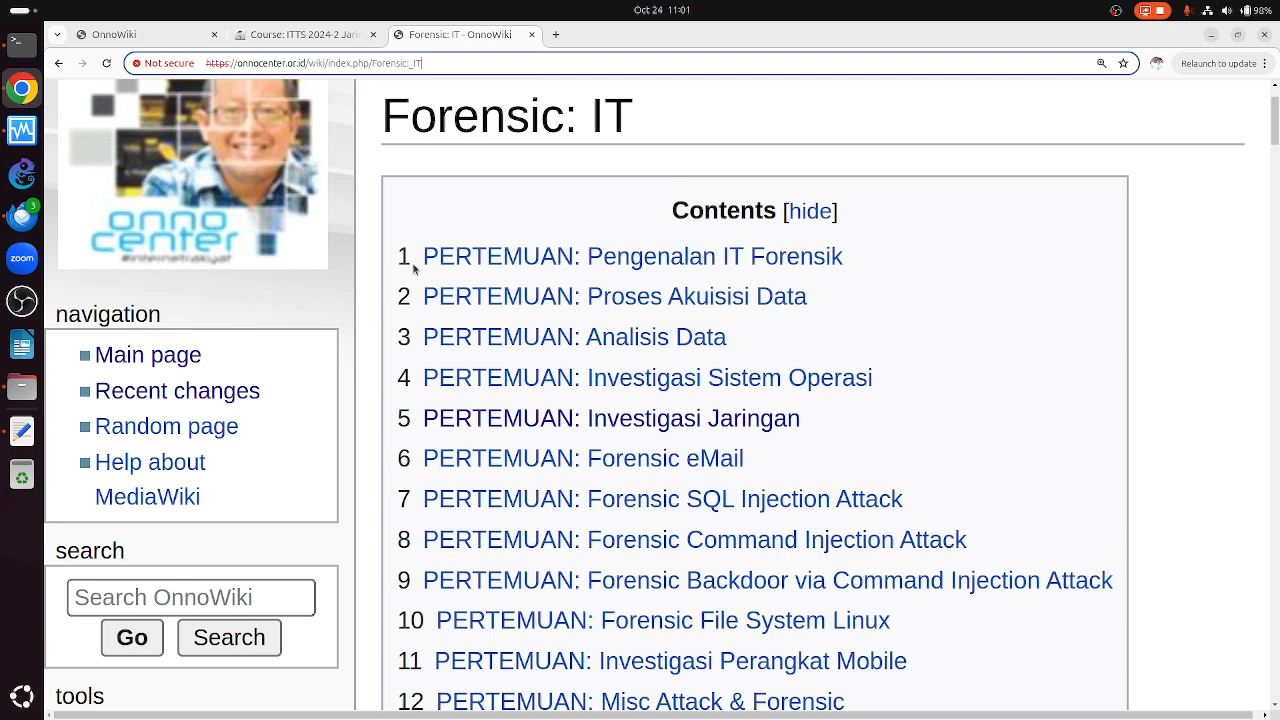 Oct 24 11:01
98%
OnnoWiki
Course: ITTS 2024-2 Jari
Forensic: IT - OnnoWiki
Not secure https://onnocenter.or.id/wiki/index.php/Forensic:_IT
Relaunch to update
3
zoom
onno
center
#internetrakyat
navigation
Main page
Recent changes
Random page
Help about
MediaWiki
search
Search OnnoWiki
Go Search
tools
Forensic: IT
Contents [hide]
1 PERTEMUAN: Pengenalan IT Forensik
2 PERTEMUAN: Proses Akuisisi Data
3 PERTEMUAN: Analisis Data
4 PERTEMUAN: Investigasi Sistem Operasi
5 PERTEMUAN: Investigasi Jaringan
6 PERTEMUAN: Forensic eMail
7 PERTEMUAN: Forensic SQL Injection Attack
8 PERTEMUAN: Forensic Command Injection Attack
9 PERTEMUAN: Forensic Backdoor via Command Injection Attack
10 PERTEMUAN: Forensic File System Linux
11 PERTEMUAN: Investigasi Perangkat Mobile
12 PERTEMUAN: Misc Attack & Forensic